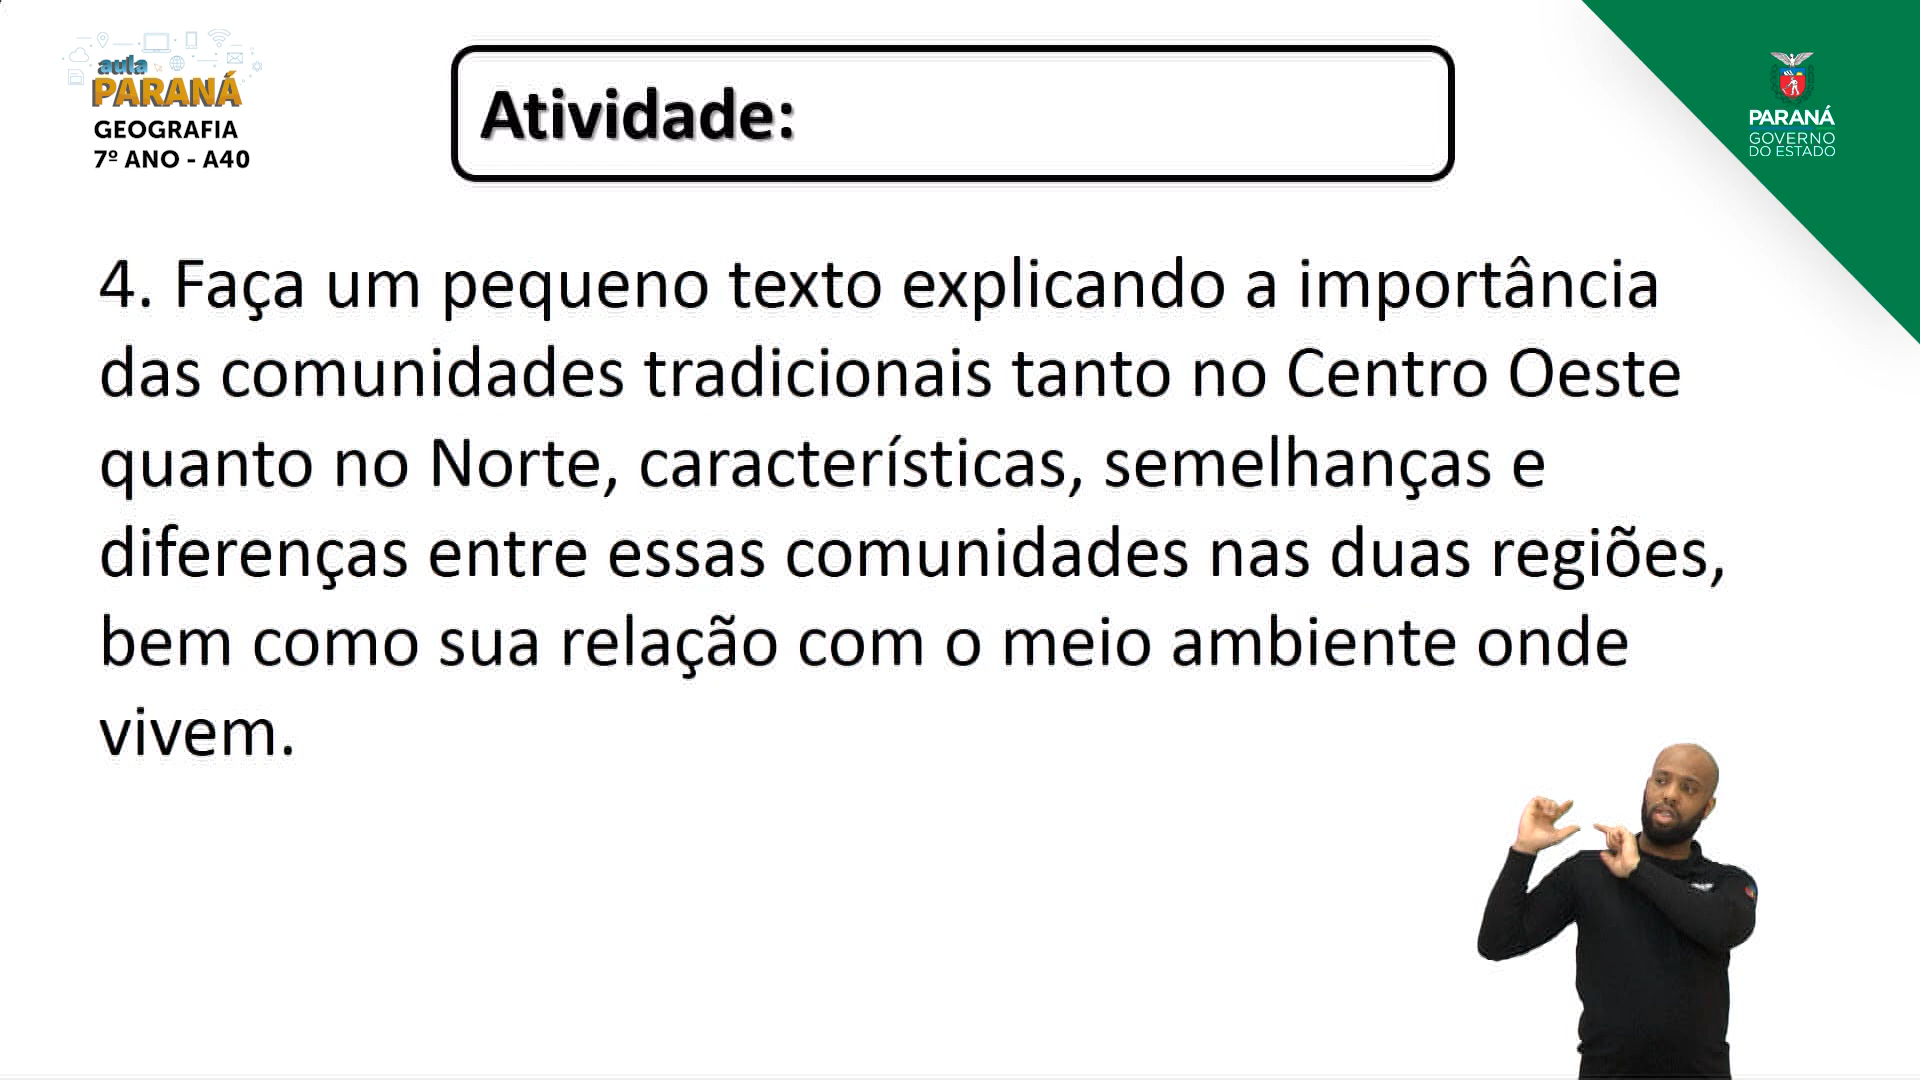 aula
PARANÁ
GEOGRAFIA
7º ANO - A40
Atividade:
PARANÁ
GOVERNO
DO ESTADO
4. Faça um pequeno texto explicando a importância
das comunidades tradicionais tanto no Centro Oeste
quanto no Norte, características, semelhanças e
diferenças entre essas comunidades nas duas regiões,
bem como sua relação com o meio ambiente onde
vivem.